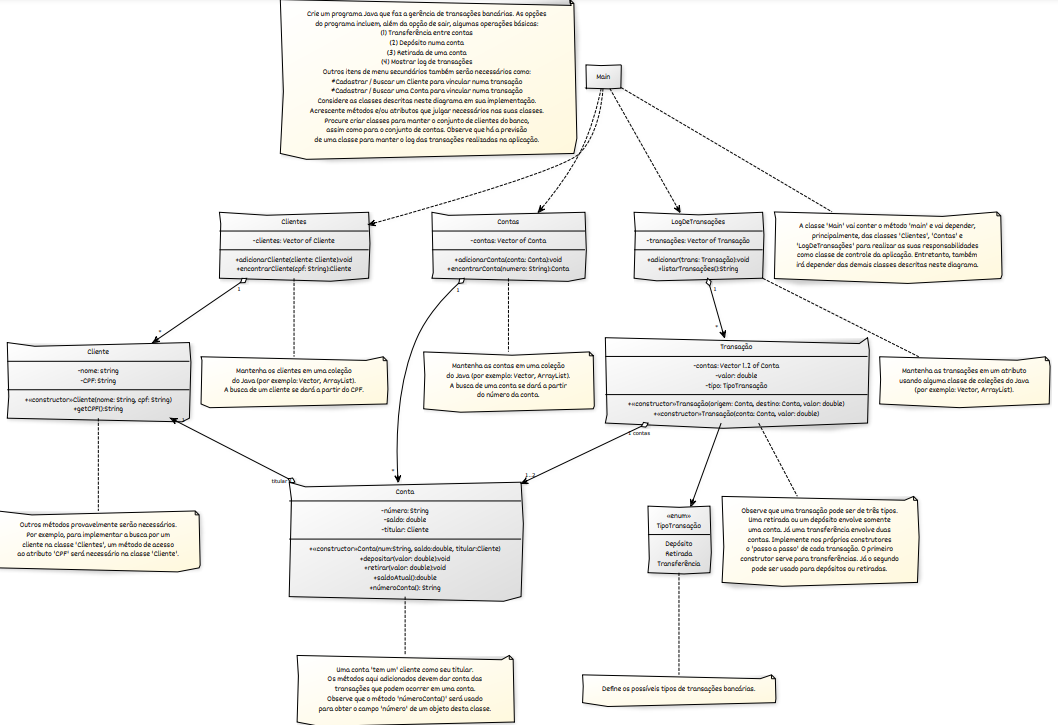 Crie um programa Java que faz a gerência de transações bancárias. As opções
do programa incluem, além da opção de sair, algumas operações básicas:
(1) Transferência entre contas
(2) Depósito numa conta
(3) Retirada de uma conta
(4) Mostrar log de transações
Outros itens de menu secundários também serão necessários como:
#Cadastrar / Buscar um Cliente para vincular numa transação
#Cadastrar / Buscar uma Conta para vincular numa transação
Considere as classes descritas neste diagrama em sua implementação.
Acrescente métodos e/ou atributos que julgar necessários nas suas classes.
Procure criar classes para manter o conjunto de clientes do banco,
assim como para o conjunto de contas. Observe que há a previsão
de uma classe para manter o log das transações realizadas na aplicação.
Main
Clientes
-clientes: Vector of Cliente
+adicionarCliente(cliente: Cliente):void
+encontrarCliente(cpf: String):Cliente
Contas
-contas: Vector of Conta
+adicionarConta(conta: Conta):void
+encontrarConta(numero: String):Conta
LogDeTransações
-transações: Vector of Transação
+adicionar(trans: Transação):void
+listarTransações():String
A classe 'Main' vai conter o método 'main' e vai depender,
principalmente, das classes 'Clientes', 'Contas' e
'LogDeTransações' para realizar as suas responsabilidades
como classe de controle da aplicação. Entretanto, também
irá depender das demais classes descritas neste diagrama.
1
1
1
*
*
*
Cliente
-nome: string
-CPF: String
+«constructor»Cliente(nome: String, cpf: String)
+getCPF():String
Mantenha os clientes em uma coleção
do Java (por exemplo: Vector, ArrayList).
A busca de um cliente se dará a partir do CPF.
Mantenha as contas em uma coleção
do Java (por exemplo: Vector, ArrayList).
A busca de uma conta se dará a partir
do número da conta.
Transação
-contas: Vector 1..2 of Conta
-valor: double
-tipo: TipoTransação
+«constructor»Transação(origem: Conta, destino: Conta, valor: double)
+«constructor»Transação(conta: Conta, valor: double)
Mantenha as transações em um atributo
usando alguma classe de coleções do Java
(por exemplo: Vector, ArrayList).
contas
1..2
titular
Outros métodos provavelmente serão necessários.
Por exemplo, para implementar a busca por um
cliente na classe 'Clientes', um método de acesso
ao atributo 'CPF' será necessário na classe 'Cliente'.
Conta
-número: String
-saldo: double
-titular: Cliente
+«constructor»Conta(num:String, saldo:double, titular:Cliente)
+depositar(valor: double):void
+retirar(valor: double):void
+saldoAtual():double
+númeroConta(): String
«enum»
TipoTransação
Depósito
Retirada
Transferência
Observe que uma transação pode ser de três tipos.
Uma retirada ou um depósito envolve somente
uma conta. Já uma transferência envolve duas
contas. Implemente nos próprios construtores
o 'passo a passo' de cada transação. O primeiro
construtor serve para transferências. Já o segundo
pode ser usado para depósitos ou retiradas.
Uma conta 'tem um' cliente como seu titular.
Os métodos aqui adicionados devem dar conta das
transações que podem ocorrer em uma conta.
Observe que o método 'númeroConta()' será usado
para obter o campo 'número' de um objeto desta classe.
Define os possíveis tipos de transações bancárias.